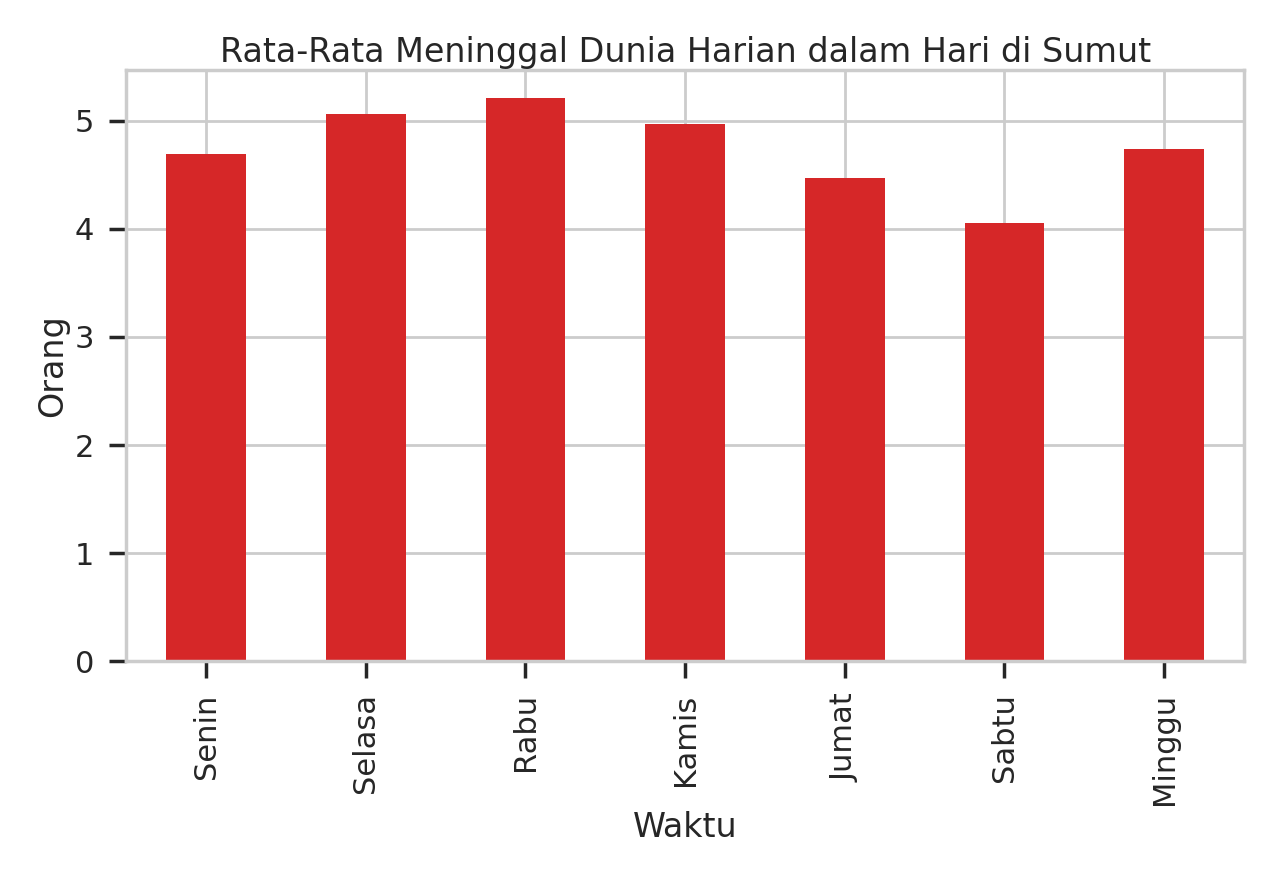 Rata-Rata Meninggal Dunia Harian dalam Hari di Sumut
5
4
3
2
1
0
Orang
Senin
Selasa
Rabu
Kamis
Jumat
Sabtu
Minggu
Waktu